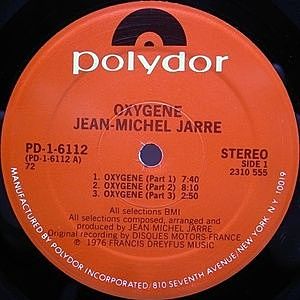 polydor
OXYGENE
JEAN-MICHEL JARRE
PD-1-6112
(PD-1-6112 A)
72
STEREO
SIDE 1
2310 555
1. OXYGENE (Part 1) 7:40
2. OXYGENE (Part 2) 8:10
3. OXYGENE (Part 3) 2:50
All selections BMI
All selections composed, arranged and
produced by JEAN MICHEL JARRE
Original recording by DISQUES MOTORS-FRANCE
℗ 1976 FRANCIS DREYFUS MUSIC
MANUFACTURED BY POLYDOR INCORPORATED/810 SEVENTH AVENUE/NEW YORK, N.Y. 10019